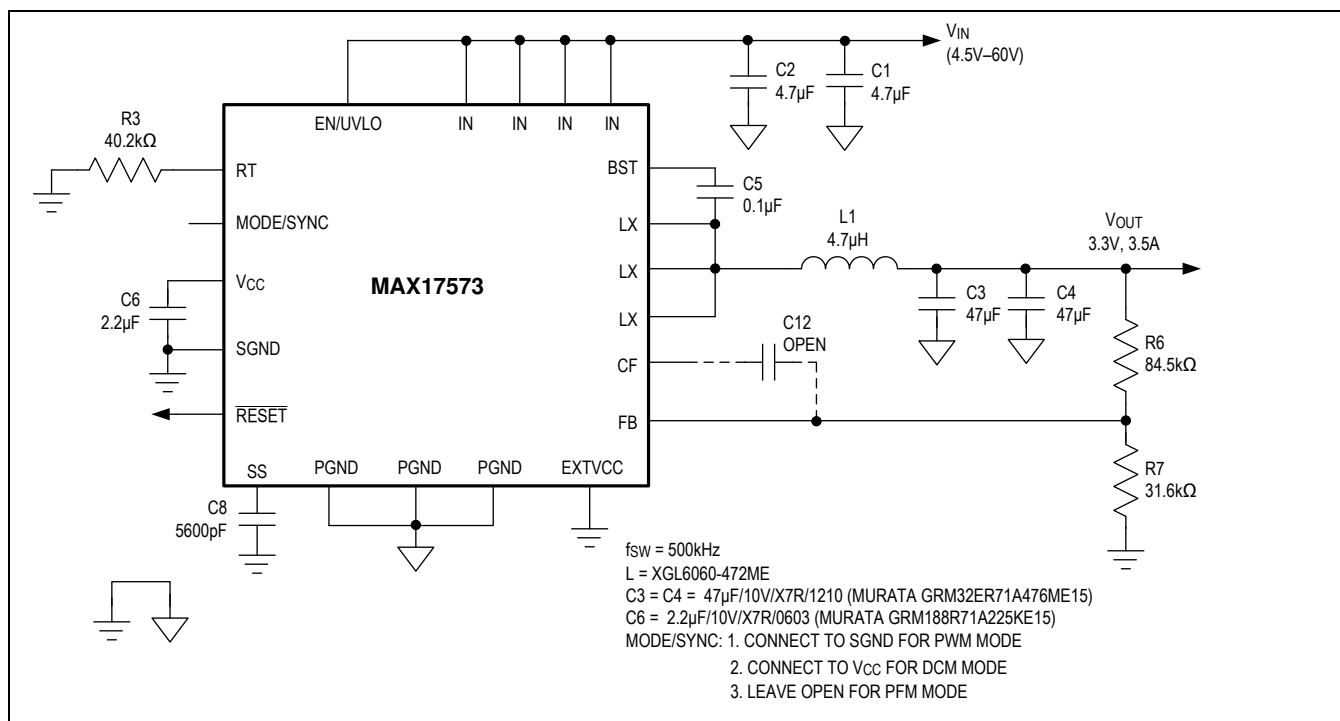 VIN
(4.5V–60V)
C2
4.7µF
C1
4.7µF
R3
40.2kΩ
EN/UVLO
IN
IN
IN
IN
RT
BST
C5
0.1µF
MODE/SYNC
LX
L1
4.7µH
VOUT
3.3V, 3.5A
VCC
MAX17573
LX
C6
2.2µF
LX
C3
47µF
C4
47µF
C12
OPEN
SGND
CF
R6
84.5kΩ
RESET
FB
SS
PGND
PGND
PGND
EXTVCC
R7
31.6kΩ
C8
5600pF
fSW = 500kHz
L = XGL6060-472ME
C3 = C4 = 47µF/10V/X7R/1210 (MURATA GRM32ER71A476ME15)
C6 = 2.2µF/10V/X7R/0603 (MURATA GRM188R71A225KE15)
MODE/SYNC: 1. CONNECT TO SGND FOR PWM MODE
2. CONNECT TO VCC FOR DCM MODE
3. LEAVE OPEN FOR PFM MODE